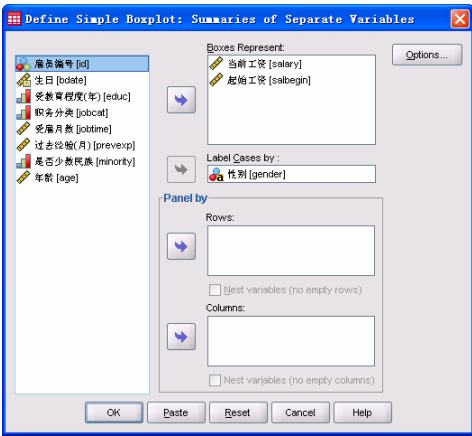 Define Simple Boxplot: Summaries of Separate Variables
雇员编号 [id]
生日 [bdate]
受教育程度(年) [educ]
职务分类 [jobcat]
受雇月数 [jobtime]
过去经验(月) [prevexp]
是否少数民族 [minority]
年龄 [age]
Boxes Represent:
当前工资 [salary]
起始工资 [salbegin]
Options...
Label Cases by :
性别 [gender]
Panel by
Rows:
Nest variables (no empty rows)
Columns:
Nest variables (no empty columns)
OK
Paste
Reset
Cancel
Help